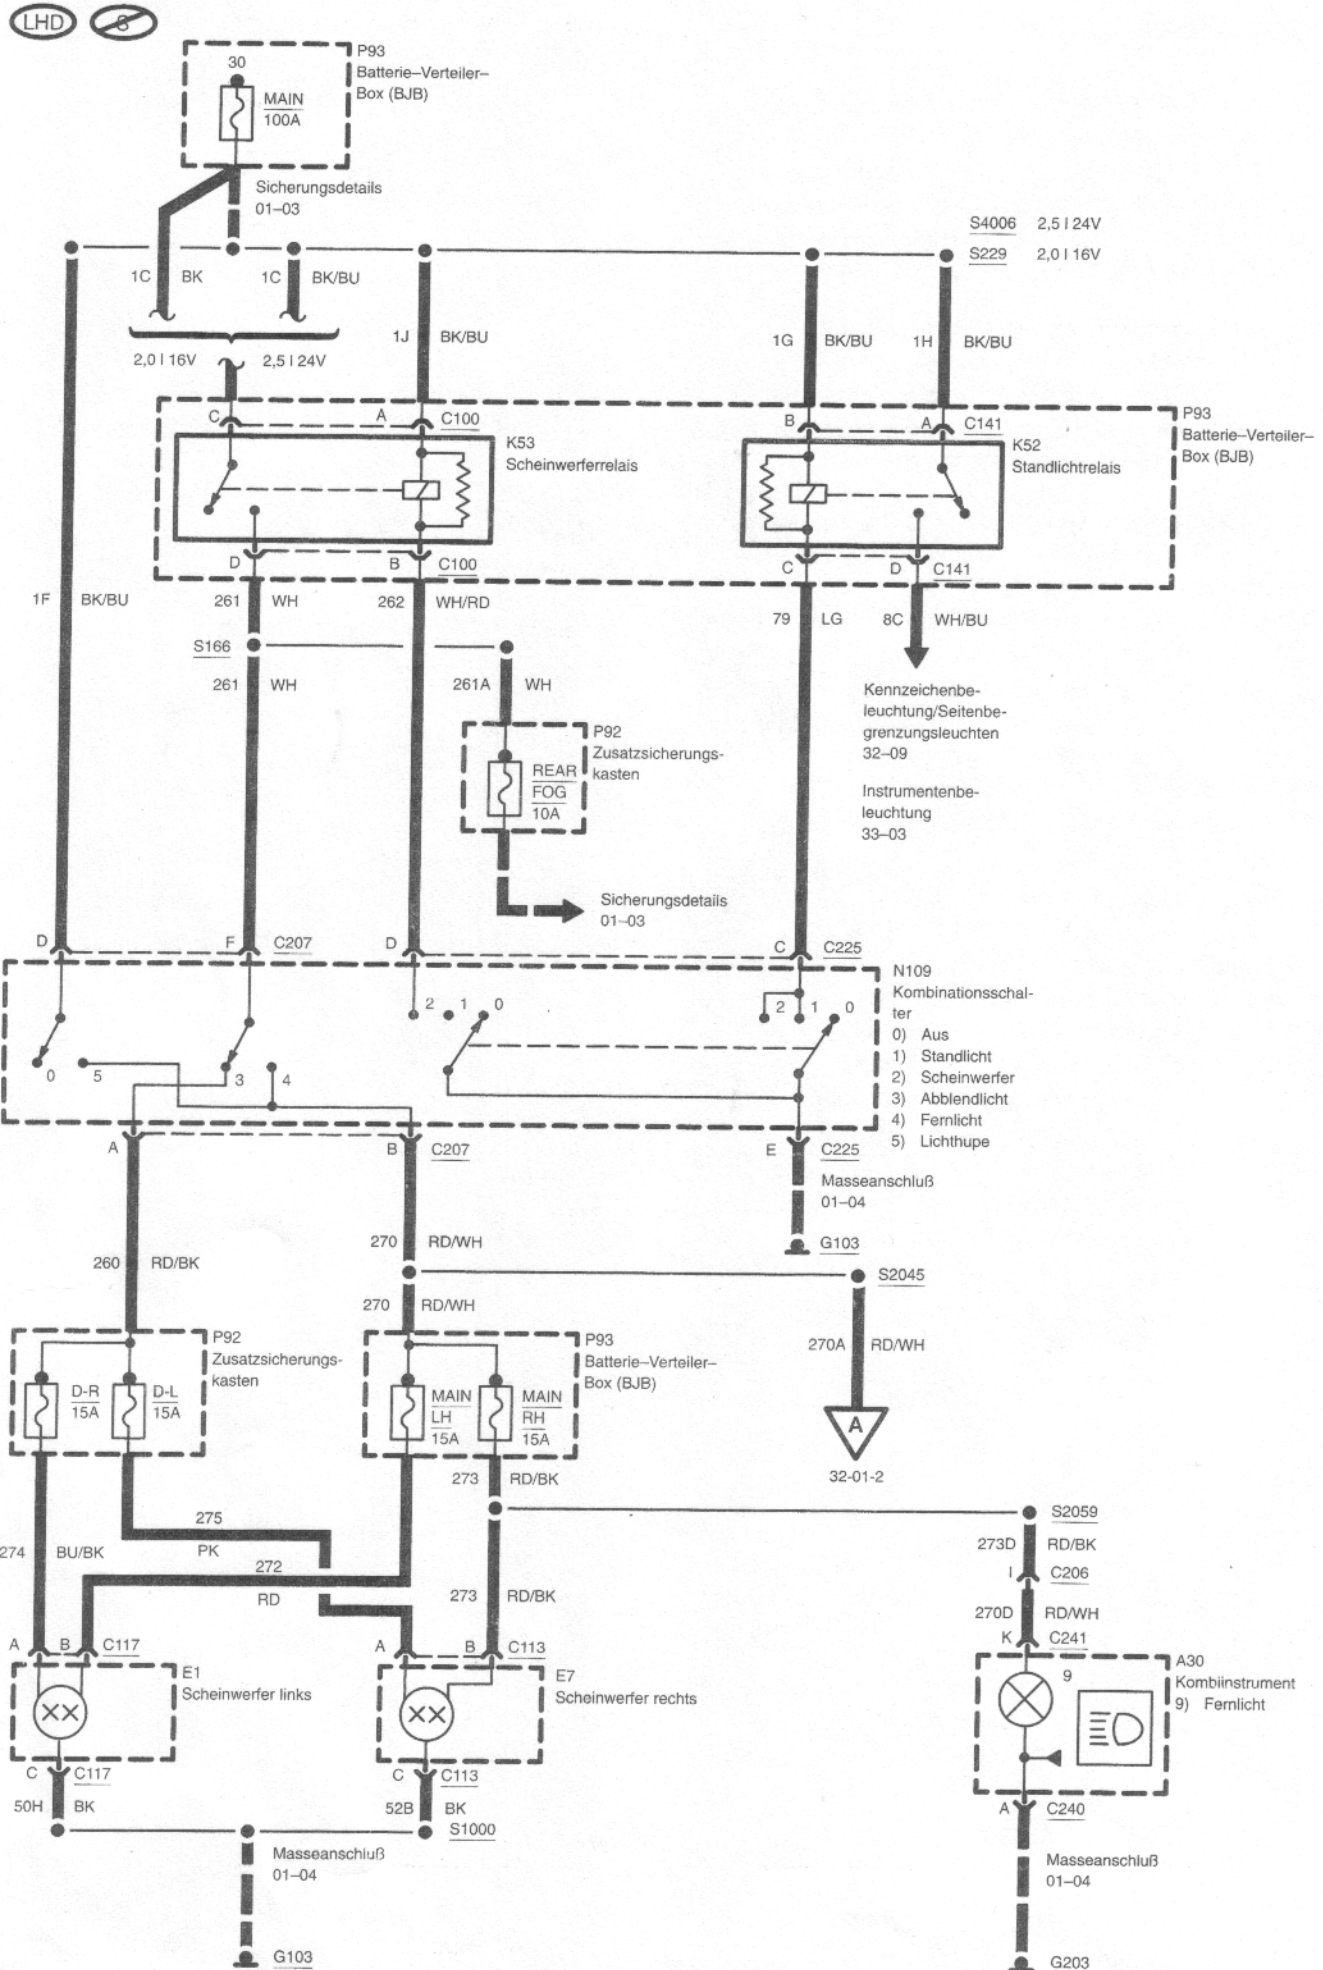 LHD
S
P93
Batterie–Verteiler–
Box (BJB)
30
MAIN
100A
Sicherungsdetails
01–03
S4006 2,5 l 24V
S229 2,0 l 16V
1C BK
1C BK/BU
2,0 l 16V
2,5 l 24V
1J BK/BU
1G BK/BU
1H BK/BU
C
A
C100
B
A
C141
P93
Batterie–Verteiler–
Box (BJB)
K53
Scheinwerferrelais
K52
Standlichtrelais
D
B
C100
C
D
C141
1F BK/BU
261 WH
262 WH/RD
79 LG
8C WH/BU
S166
261 WH
261A WH
P92
Zusatzsicherungs-
kasten
REAR
FOG
10A
Sicherungsdetails
01–03
Kennzeichenbe-
leuchtung/Seitenbe-
grenzungsleuchten
32–09
Instrumentenbe-
leuchtung
33–03
D
F
C207
D
C
C225
N109
Kombinationsschal-
ter
0) Aus
1) Standlicht
2) Scheinwerfer
3) Abblendlicht
4) Fernlicht
5) Lichthupe
2 1 0
2 1 0
0 5
3 4
A
B
C207
E
C225
Masseanschluß
01–04
G103
260 RD/BK
270 RD/WH
S2045
270 RD/WH
270A RD/WH
A
32-01-2
P92
Zusatzsicherungs-
kasten
D-R
15A
D-L
15A
P93
Batterie–Verteiler–
Box (BJB)
MAIN
LH
15A
MAIN
RH
15A
273 RD/BK
S2059
273D RD/BK
I
C206
270D RD/WH
K
C241
275
PK
274 BU/BK
272
RD
273 RD/BK
A
B
C117
A
B
C113
E1
Scheinwerfer links
E7
Scheinwerfer rechts
A30
Kombiinstrument
9) Fernlicht
9
C
C117
C
C113
A
C240
50H BK
52B BK
S1000
Masseanschluß
01–04
G103
Masseanschluß
01–04
G203